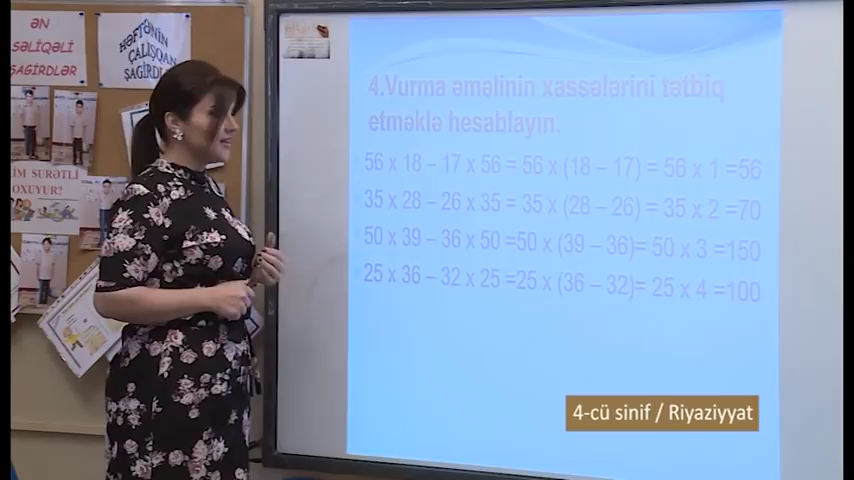 ƏN
SƏLİQƏLİ
ŞAGİRDLƏR
HƏFTƏNİN
ÇALIŞQAN
ŞAGİRDLƏRİ
SÜRƏTLİ
OXUYUR?
4.Vurma əməlinin xassələrini tətbiq
etməklə hesablayın.
56 x 18 – 17 x 56 = 56 x (18 – 17) = 56 x 1 =56
35 x 28 – 26 x 35 = 35 x (28 – 26) = 35 x 2 =70
50 x 39 – 36 x 50 =50 x (39 – 36) = 50 x 3 =150
25 x 36 – 32 x 25 =25 x (36 – 32)= 25 x 4 =100
4-cü sinif / Riyaziyyat